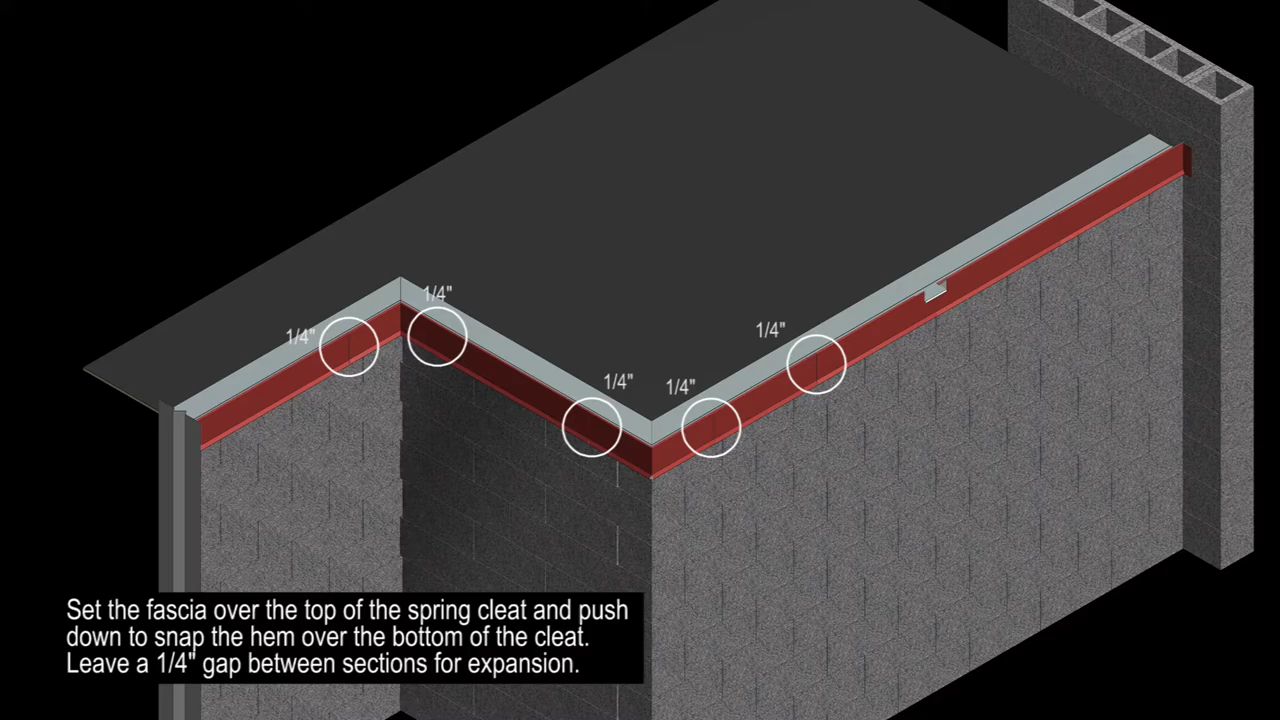 1/4"
1/4"
1/4"
1/4"
1/4"
Set the fascia over the top of the spring cleat and push
down to snap the hem over the bottom of the cleat.
Leave a 1/4" gap between sections for expansion.